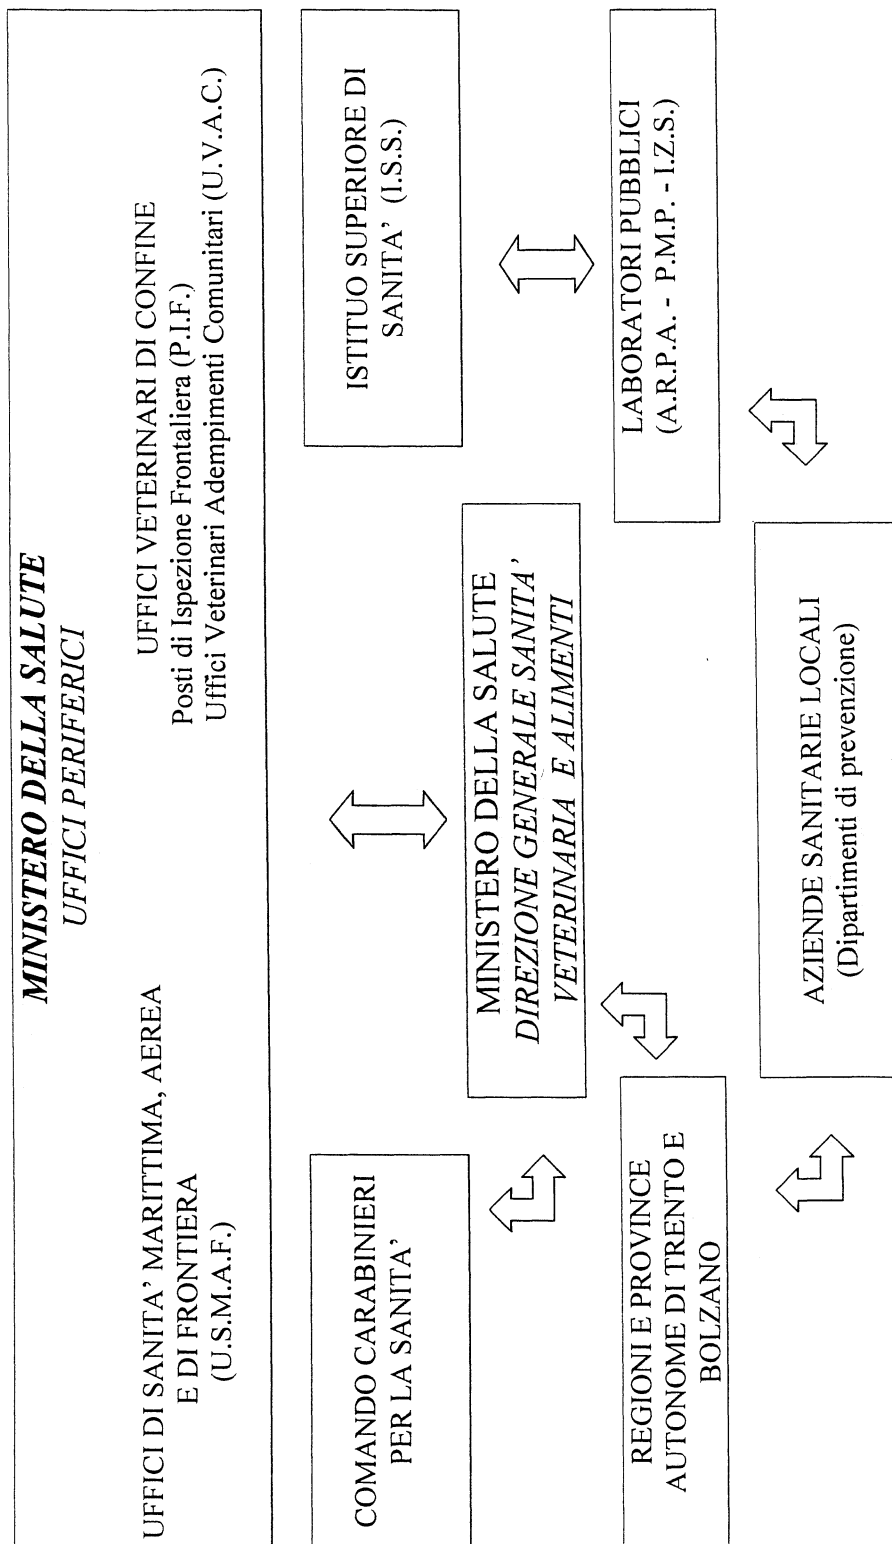 MINISTERO DELLA SALUTE
UFFICI PERIFERICI
UFFICI DI SANITA' MARITTIMA, AEREA
E DI FRONTIERA
(U.S.M.A.F.)
UFFICI VETERINARI DI CONFINE
Posti di Ispezione Frontaliera (P.I.F.)
Uffici Veterinari Adempimenti Comunitari (U.V.A.C.)
COMANDO CARABINIERI
PER LA SANITA'
ISTITUO SUPERIORE DI
SANITA' (I.S.S.)
MINISTERO DELLA SALUTE
DIREZIONE GENERALE SANITA'
VETERINARIA E ALIMENTI
REGIONI E PROVINCE
AUTONOME DI TRENTO E
BOLZANO
LABORATORI PUBBLICI
(A.R.P.A. - P.M.P. - I.Z.S.)
AZIENDE SANITARIE LOCALI
(Dipartimenti di prevenzione)